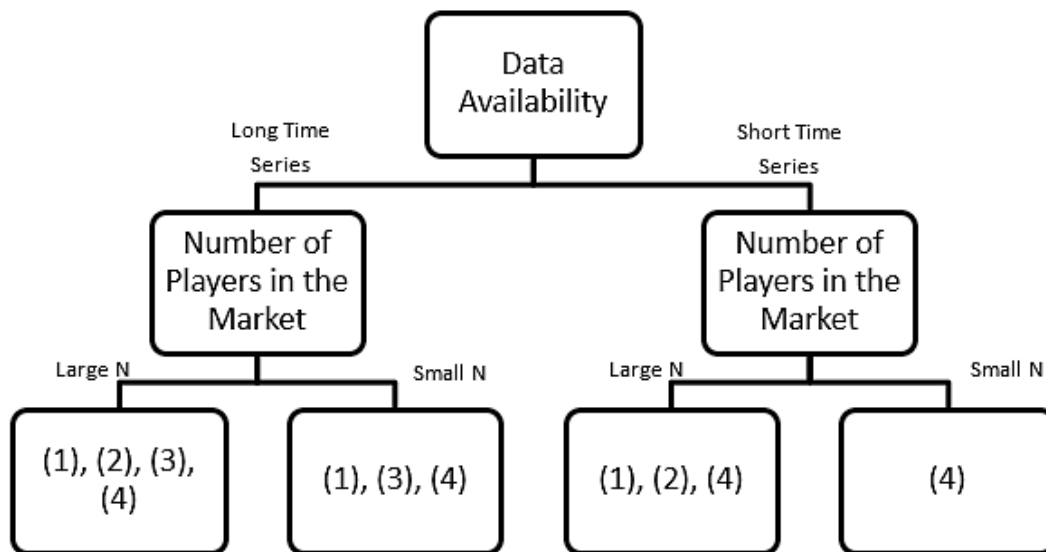 Data
Availability
Long Time
Series
Short Time
Series
Number of
Players in the
Market
Number of
Players in the
Market
Large N
Small N
Large N
Small N
(1), (2), (3),
(4)
(1), (3), (4)
(1), (2), (4)
(4)